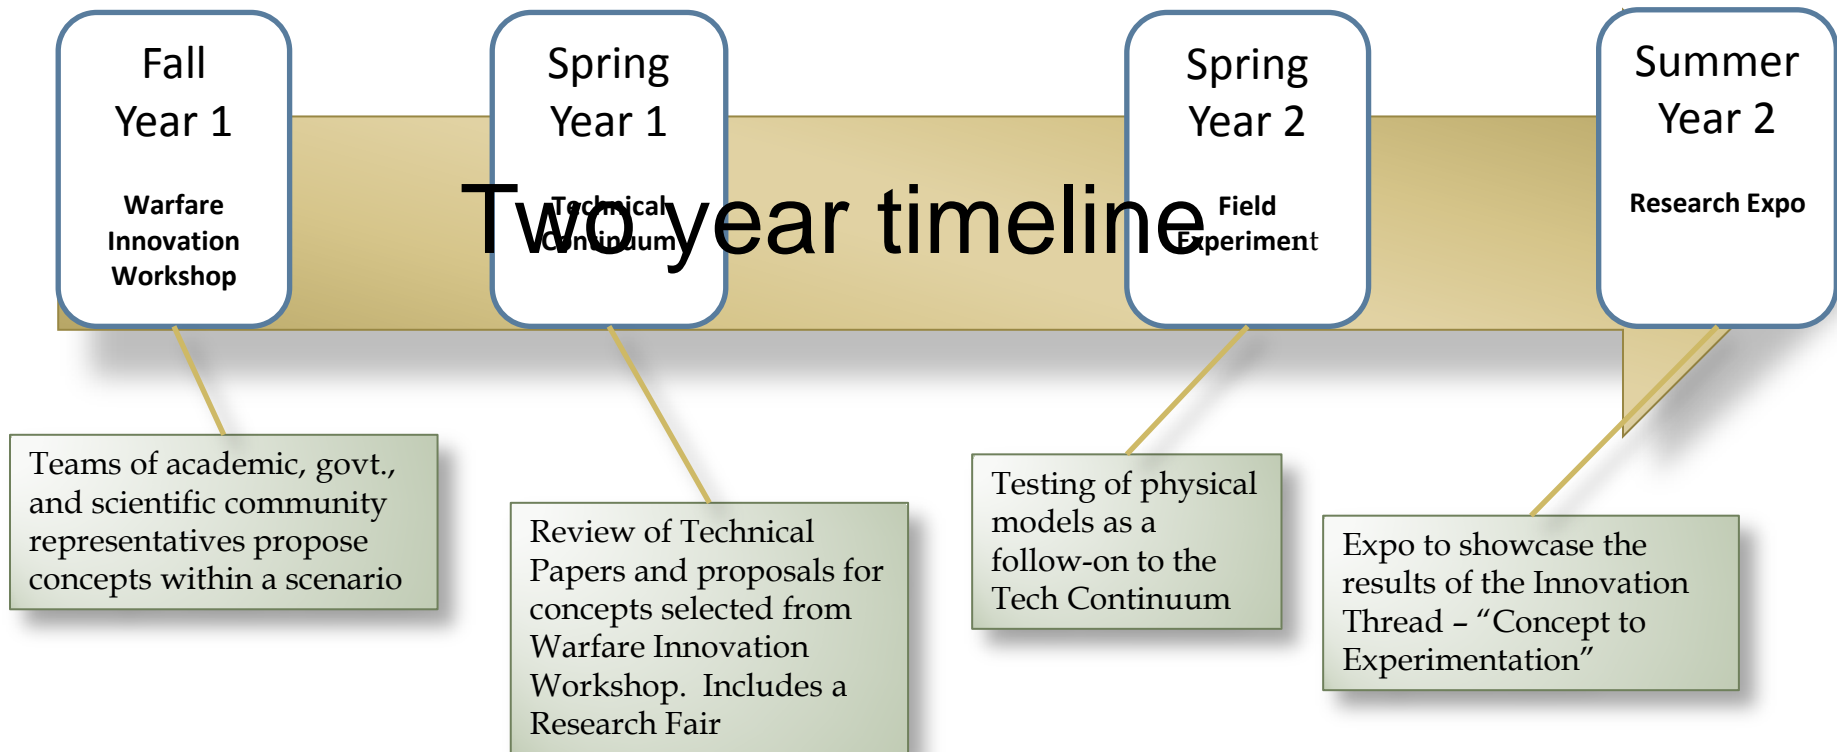 Fall
Year 1
Warfare
Innovation
Workshop
Spring
Year 1
Technical
Continuum
Spring
Year 2
Field
Experiment
Summer
Year 2
Research Expo
Two year timeline
Teams of academic, govt.,
and scientific community
representatives propose
concepts within a scenario
Review of Technical
Papers and proposals for
concepts selected from
Warfare Innovation
Workshop.  Includes a
Research Fair
Testing of physical
models as a
follow-on to the
Tech Continuum
Expo to showcase the
results of the Innovation
Thread – “Concept to
Experimentation”